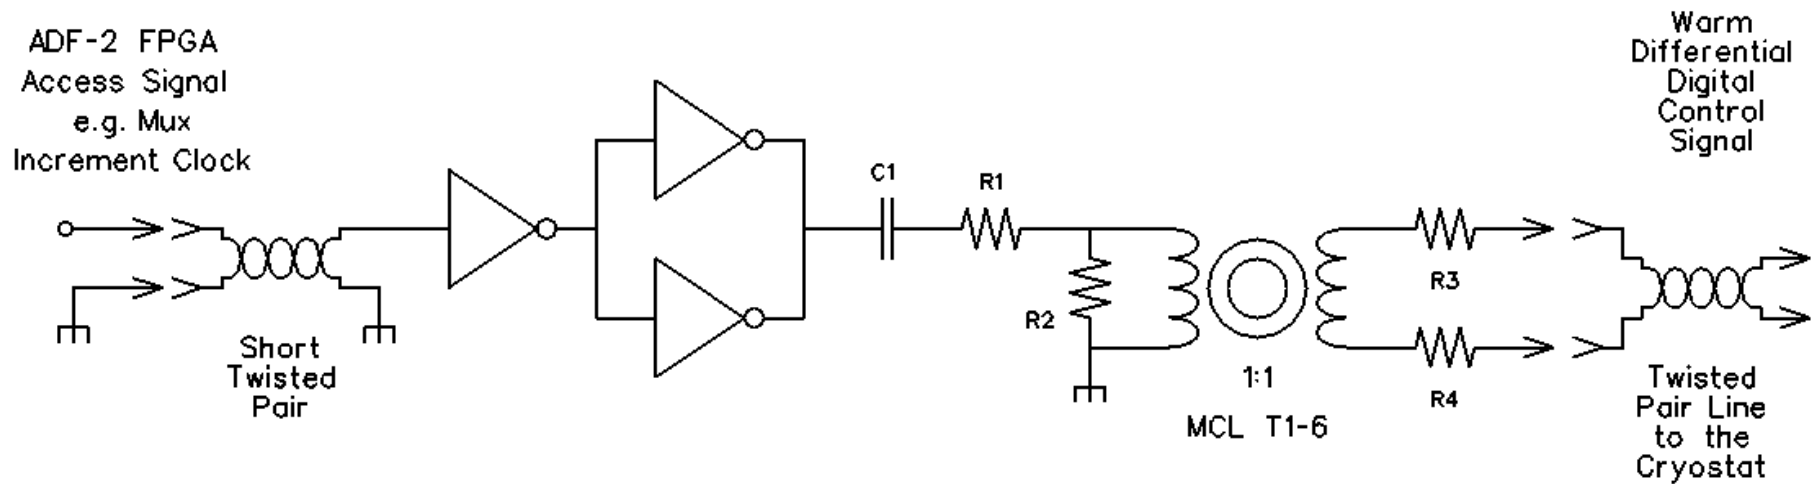 ADF-2 FPGA
Access Signal
e.g. Mux
Increment Clock
Short
Twisted
Pair
C1
R1
R2
1:1
MCL T1-6
R3
R4
Warm
Differential
Digital
Control
Signal
Twisted
Pair Line
to the
Cryostat